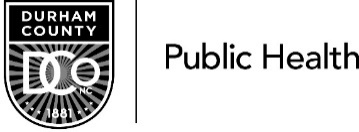 DURHAM
COUNTY
DCo
NC
1881
Public Health